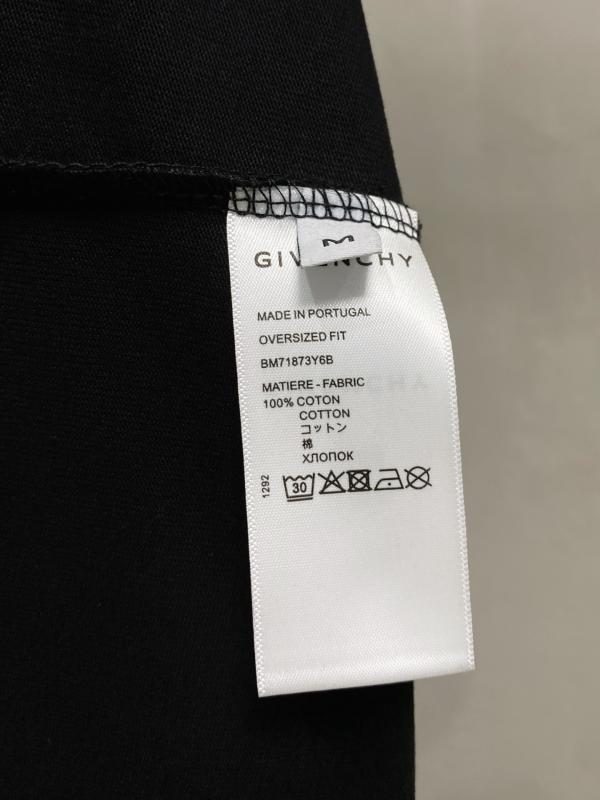 M
GIVENCHY
MADE IN PORTUGAL
OVERSIZED FIT
BM71873Y6B
MATIERE - FABRIC
100% COTON
COTTON
コットン
棉
ХЛОПОК
1292
30